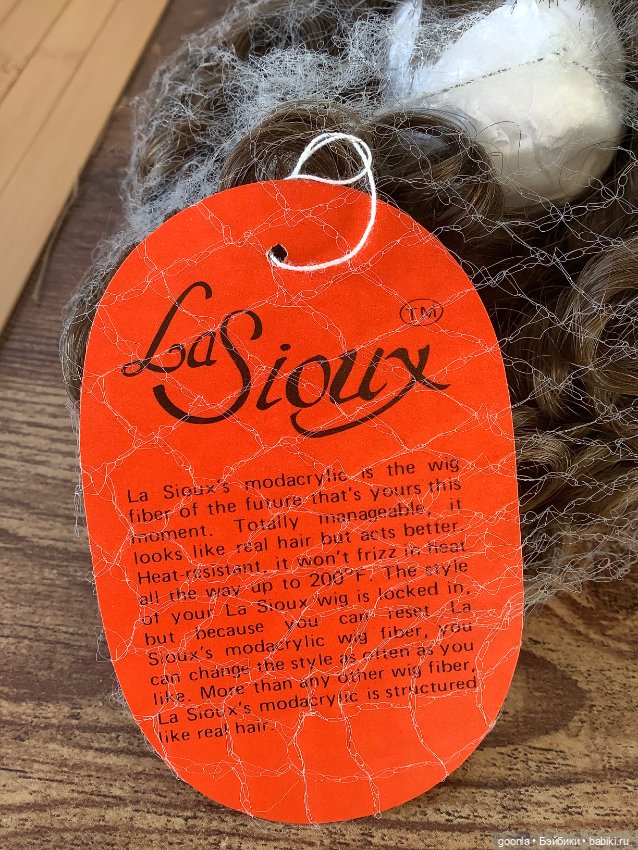 La Sioux TM
La Sioux's modacrylic is the wig
fiber of the future that's yours this
moment. Totally manageable, it
looks like real hair but acts better.
Heat-resistant, it won't frizz in heat
all the way up to 200°F. The style
of your La Sioux wig is locked in,
but because you can reset La
Sioux's modacrylic wig fiber, you
can change the style as often as you
like. More than any other wig fiber,
La Sioux's modacrylic is structured
like real hair.
goonla • Бэйбики • babiki.ru